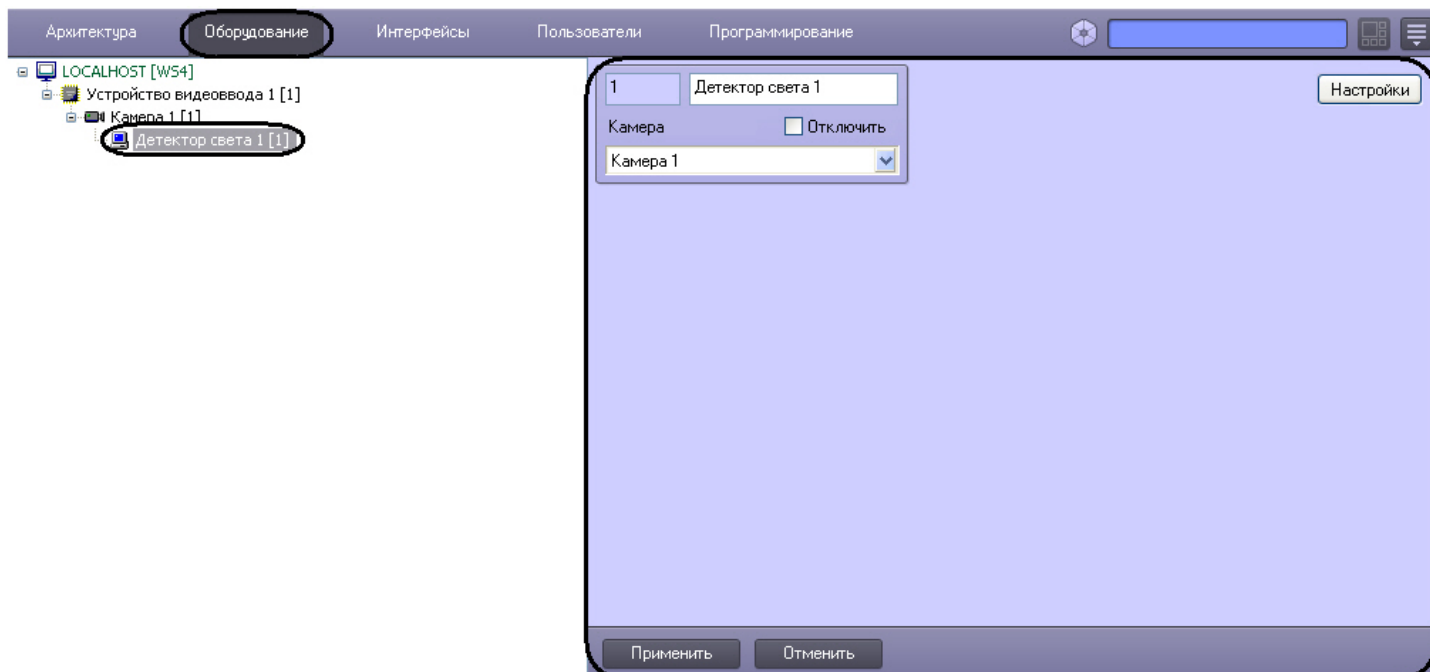 Архитектура Оборудование Интерфейсы Пользователи Программирование
LOCALHOST [WS4]
Устройство видеоввода 1 [1]
Камера 1 [1]
Детектор света 1 [1]
1 Детектор света 1
Настройки
Камера Отключить
Камера 1
Применить Отменить